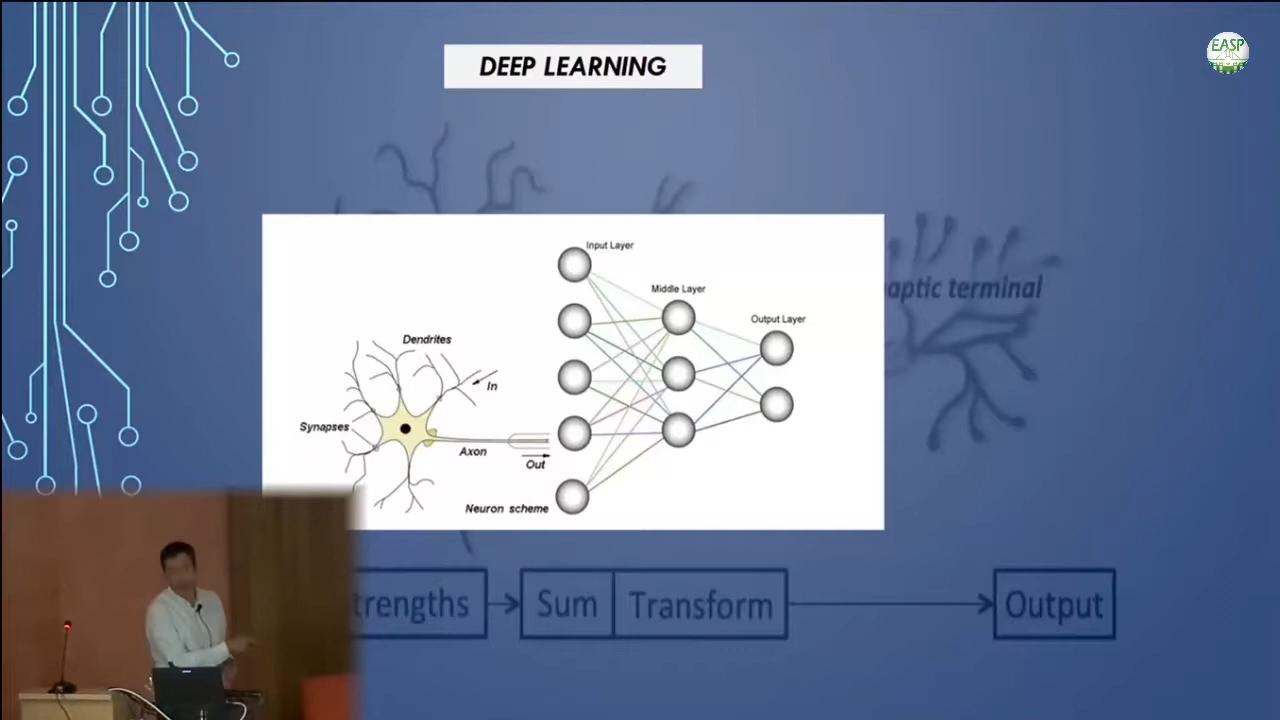 DEEP LEARNING
EASP
Input Layer
Middle Layer
Output Layer
aptic terminal
Dendrites
In
Synapses
Axon
Out
Neuron scheme
trengths
Sum
Transform
Output